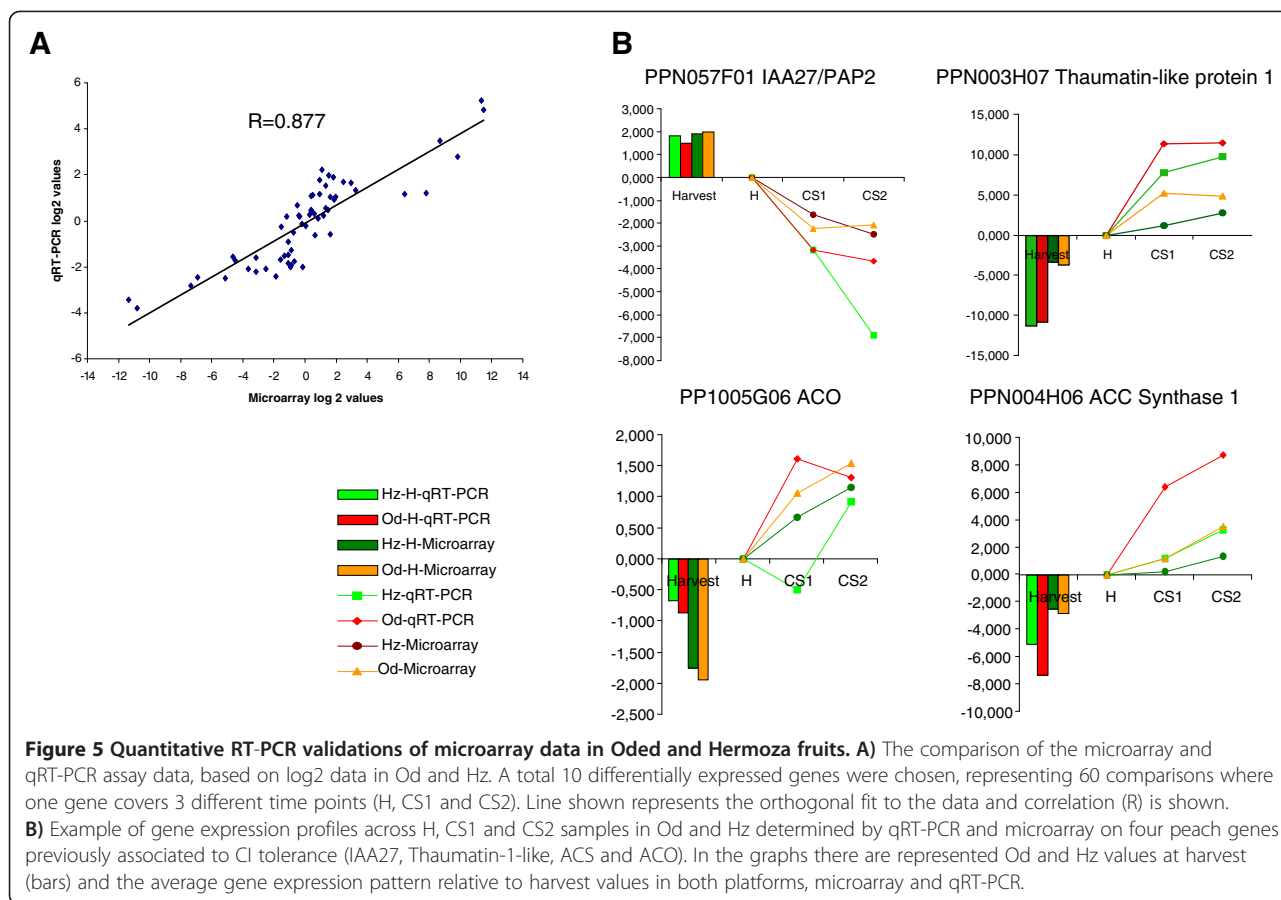 A
R=0.877
qRT-PCR log2 values
6
4
2
0
-2
-4
-6
-14 -12 -10 -8 -6 -4 -2 0 2 4 6 8 10 12 14
Microarray log 2 values
Hz-H-qRT-PCR
Od-H-qRT-PCR
Hz-H-Microarray
Od-H-Microarray
Hz-qRT-PCR
Od-qRT-PCR
Hz-Microarray
Od-Microarray
B
PPN057F01 IAA27/PAP2
3,000
2,000
1,000
0,000
-1,000
-2,000
-3,000
-4,000
-5,000
-6,000
-7,000
-8,000
Harvest H CS1 CS2
PPN003H07 Thaumatin-like protein 1
15,000
10,000
5,000
0,000
-5,000
-10,000
-15,000
Harvest H CS1 CS2
PP1005G06 ACO
2,000
1,500
1,000
0,500
0,000
-0,500
-1,000
-1,500
-2,000
-2,500
Harvest H CS1 CS2
PPN004H06 ACC Synthase 1
10,000
8,000
6,000
4,000
2,000
0,000
-2,000
-4,000
-6,000
-8,000
-10,000
Harvest H CS1 CS2
Figure 5 Quantitative RT-PCR validations of microarray data in Oded and Hermoza fruits. A) The comparison of the microarray and
qRT-PCR assay data, based on log2 data in Od and Hz. A total 10 differentially expressed genes were chosen, representing 60 comparisons where
one gene covers 3 different time points (H, CS1 and CS2). Line shown represents the orthogonal fit to the data and correlation (R) is shown.
B) Example of gene expression profiles across H, CS1 and CS2 samples in Od and Hz determined by qRT-PCR and microarray on four peach genes
previously associated to CI tolerance (IAA27, Thaumatin-1-like, ACS and ACO). In the graphs there are represented Od and Hz values at harvest
(bars) and the average gene expression pattern relative to harvest values in both platforms, microarray and qRT-PCR.